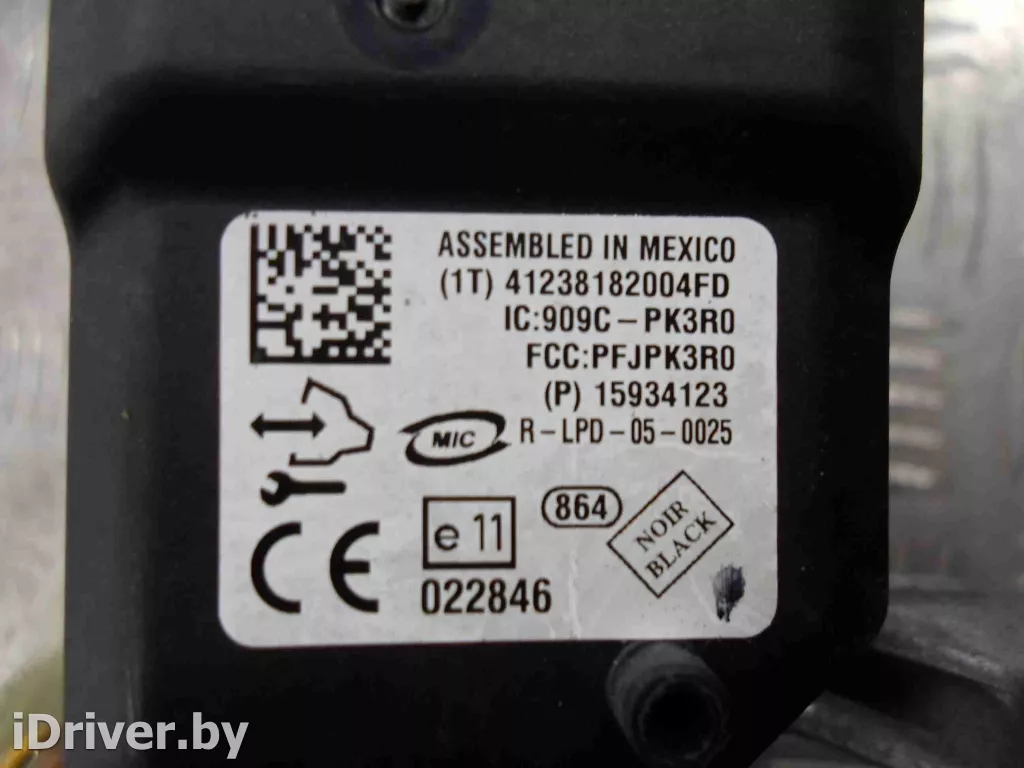 ASSEMBLED IN MEXICO
(1T) 41238182004FD
IC:909C-PK3R0
FCC:PFJPK3R0
(P) 15934123
MIC R-LPD-05-0025
864
NOIR
BLACK
CE
e 11
022846
iDriver.by